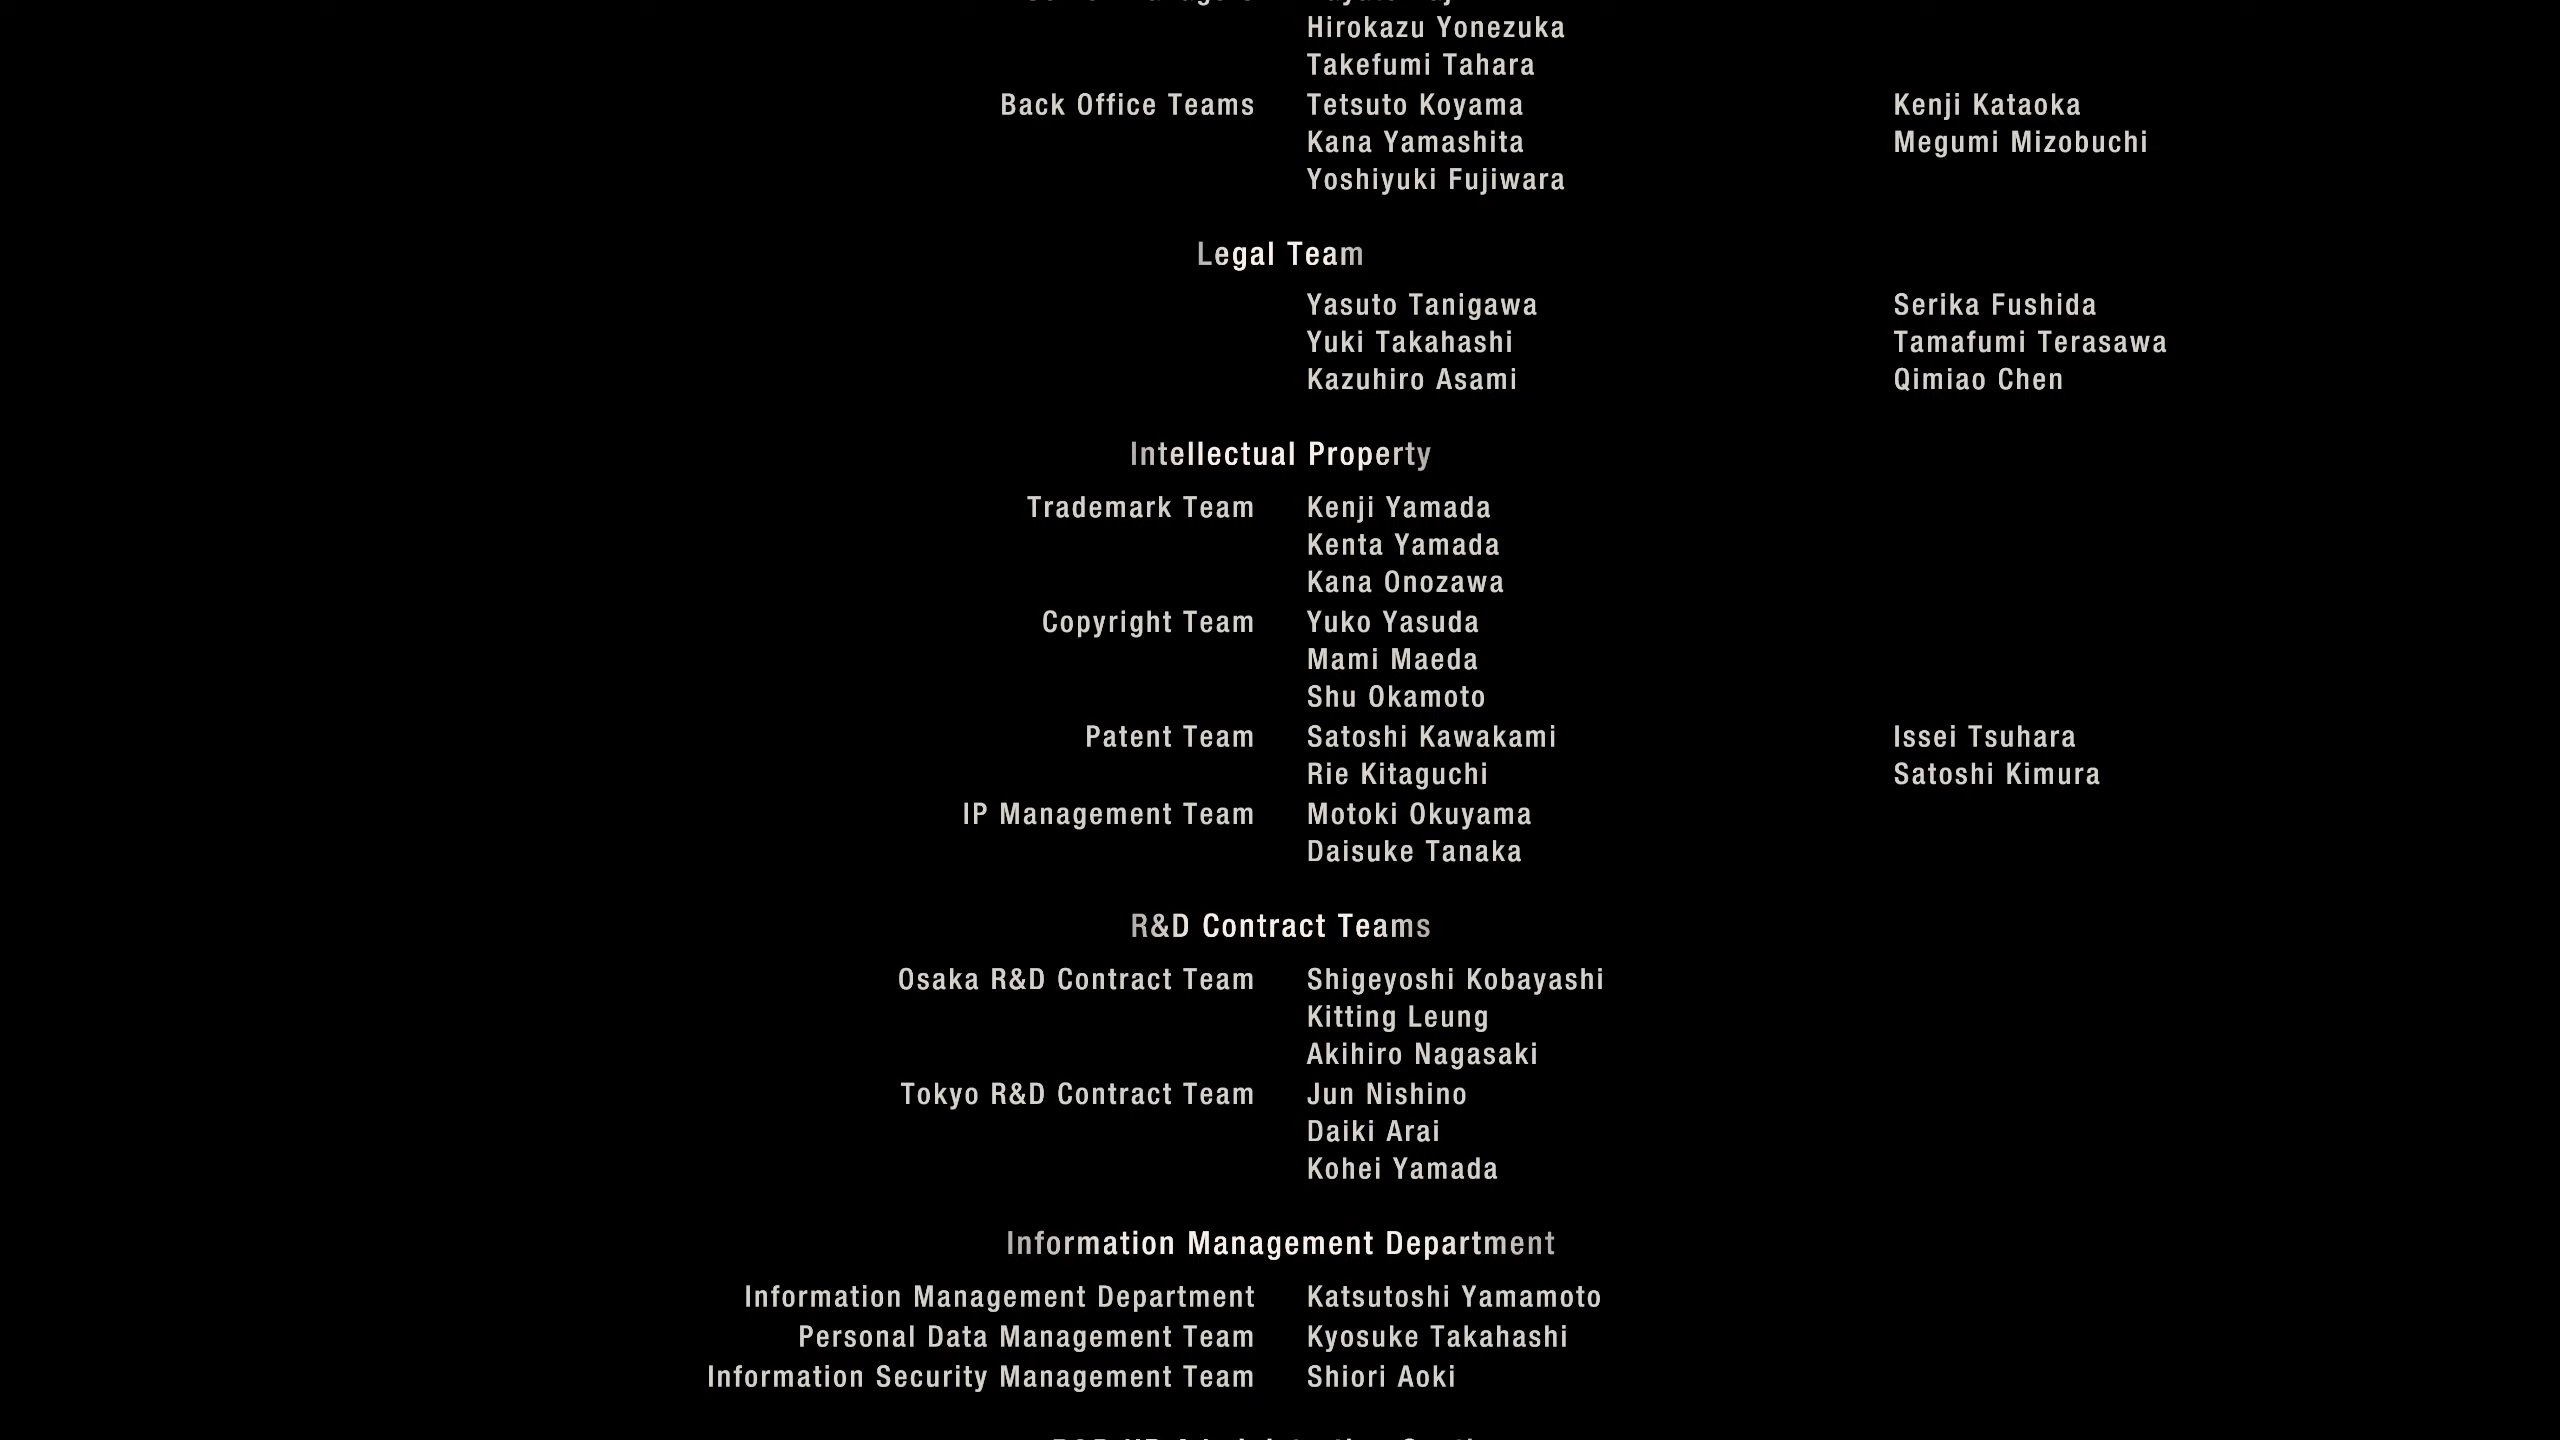 Hirokazu Yonezuka
Takefumi Tahara
Back Office Teams Tetsuto Koyama Kenji Kataoka
Kana Yamashita Megumi Mizobuchi
Yoshiyuki Fujiwara
Legal Team
Yasuto Tanigawa Serika Fushida
Yuki Takahashi Tamafumi Terasawa
Kazuhiro Asami Qimiao Chen
Intellectual Property
Trademark Team Kenji Yamada
Kenta Yamada
Kana Onozawa
Copyright Team Yuko Yasuda
Mami Maeda
Shu Okamoto
Patent Team Satoshi Kawakami Issei Tsuhara
Rie Kitaguchi Satoshi Kimura
IP Management Team Motoki Okuyama
Daisuke Tanaka
R&D Contract Teams
Osaka R&D Contract Team Shigeyoshi Kobayashi
Kitting Leung
Akihiro Nagasaki
Tokyo R&D Contract Team Jun Nishino
Daiki Arai
Kohei Yamada
Information Management Department
Information Management Department Katsutoshi Yamamoto
Personal Data Management Team Kyosuke Takahashi
Information Security Management Team Shiori Aoki